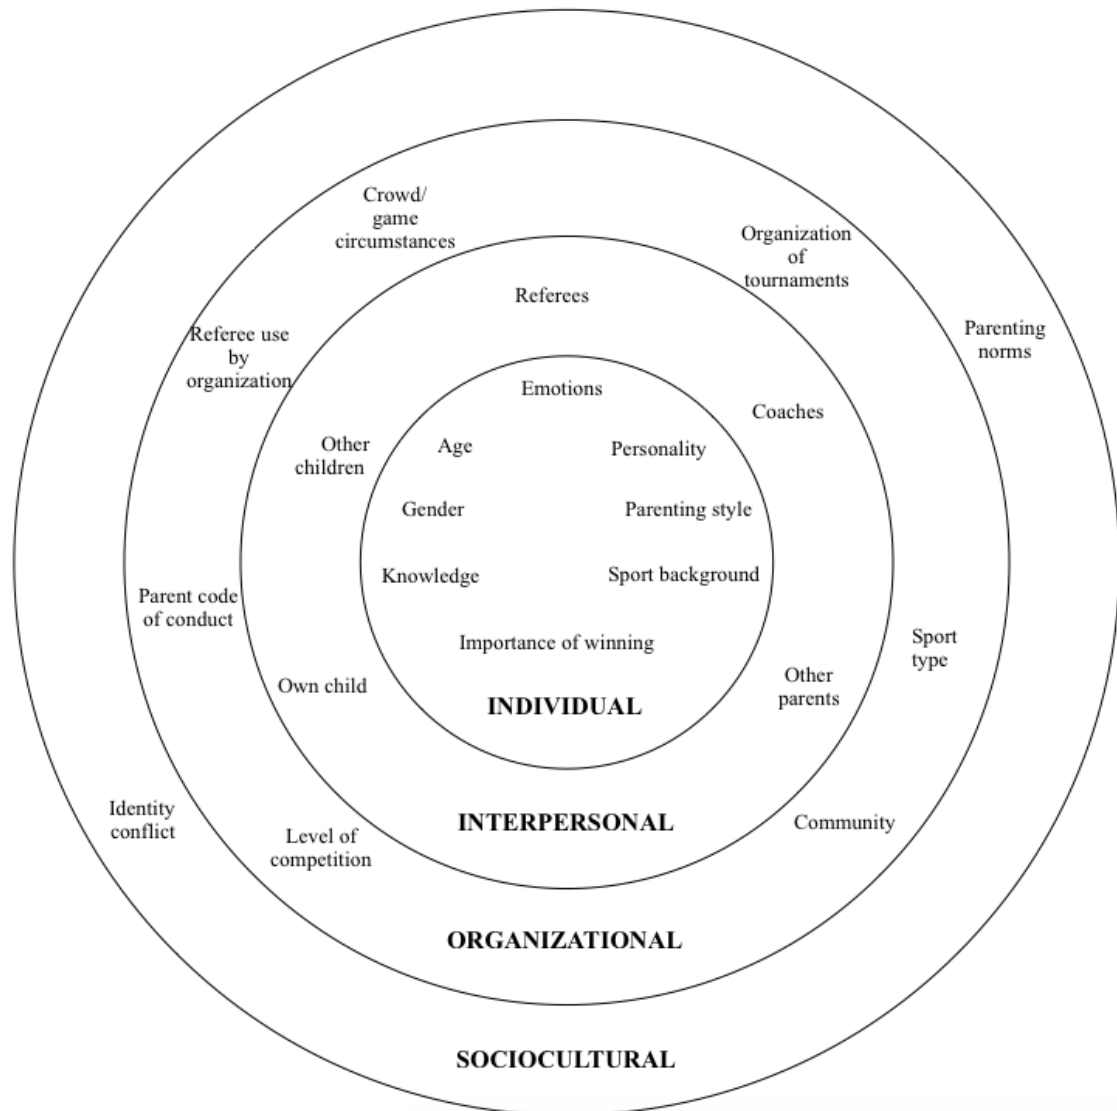 Crowd/
game
circumstances
Organization
of
tournaments
Referees
Referee use
by
organization
Parenting
norms
Emotions
Coaches
Other
children
Age
Personality
Gender
Parenting style
Knowledge
Sport background
Parent code
of conduct
Importance of winning
Sport
type
Own child
Other
parents
INDIVIDUAL
Identity
conflict
INTERPERSONAL
Community
Level of
competition
ORGANIZATIONAL
SOCIOCULTURAL